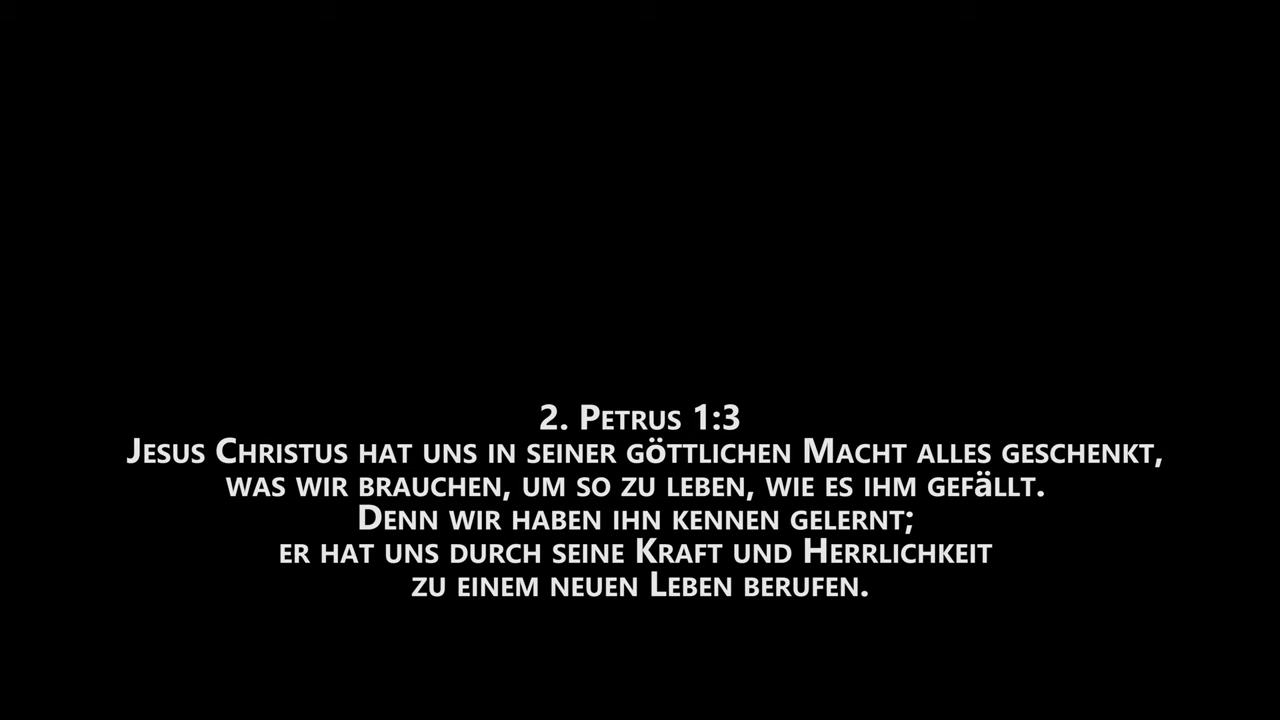 2. Petrus 1:3
Jesus Christus hat uns in seiner göttlichen Macht alles geschenkt,
was wir brauchen, um so zu leben, wie es ihm gefällt.
Denn wir haben ihn kennen gelernt;
er hat uns durch seine Kraft und Herrlichkeit
zu einem neuen Leben berufen.